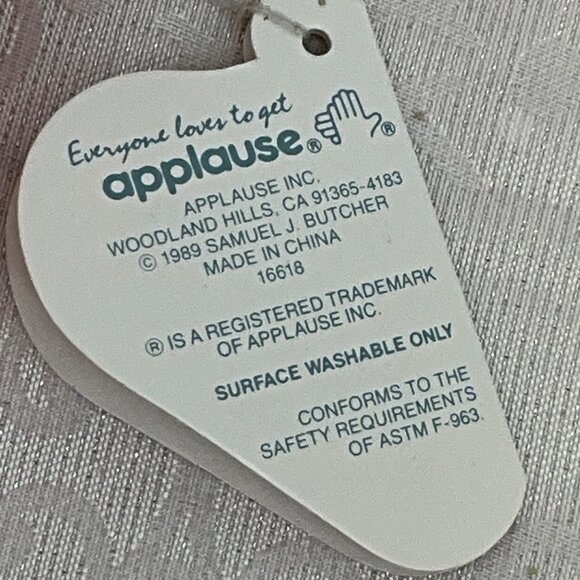 Everyone loves to get
applause®
®
APPLAUSE INC.
WOODLAND HILLS, CA 91365-4183
© 1989 SAMUEL J. BUTCHER
MADE IN CHINA
16618
® IS A REGISTERED TRADEMARK
OF APPLAUSE INC.
SURFACE WASHABLE ONLY
CONFORMS TO THE
SAFETY REQUIREMENTS
OF ASTM F-963.